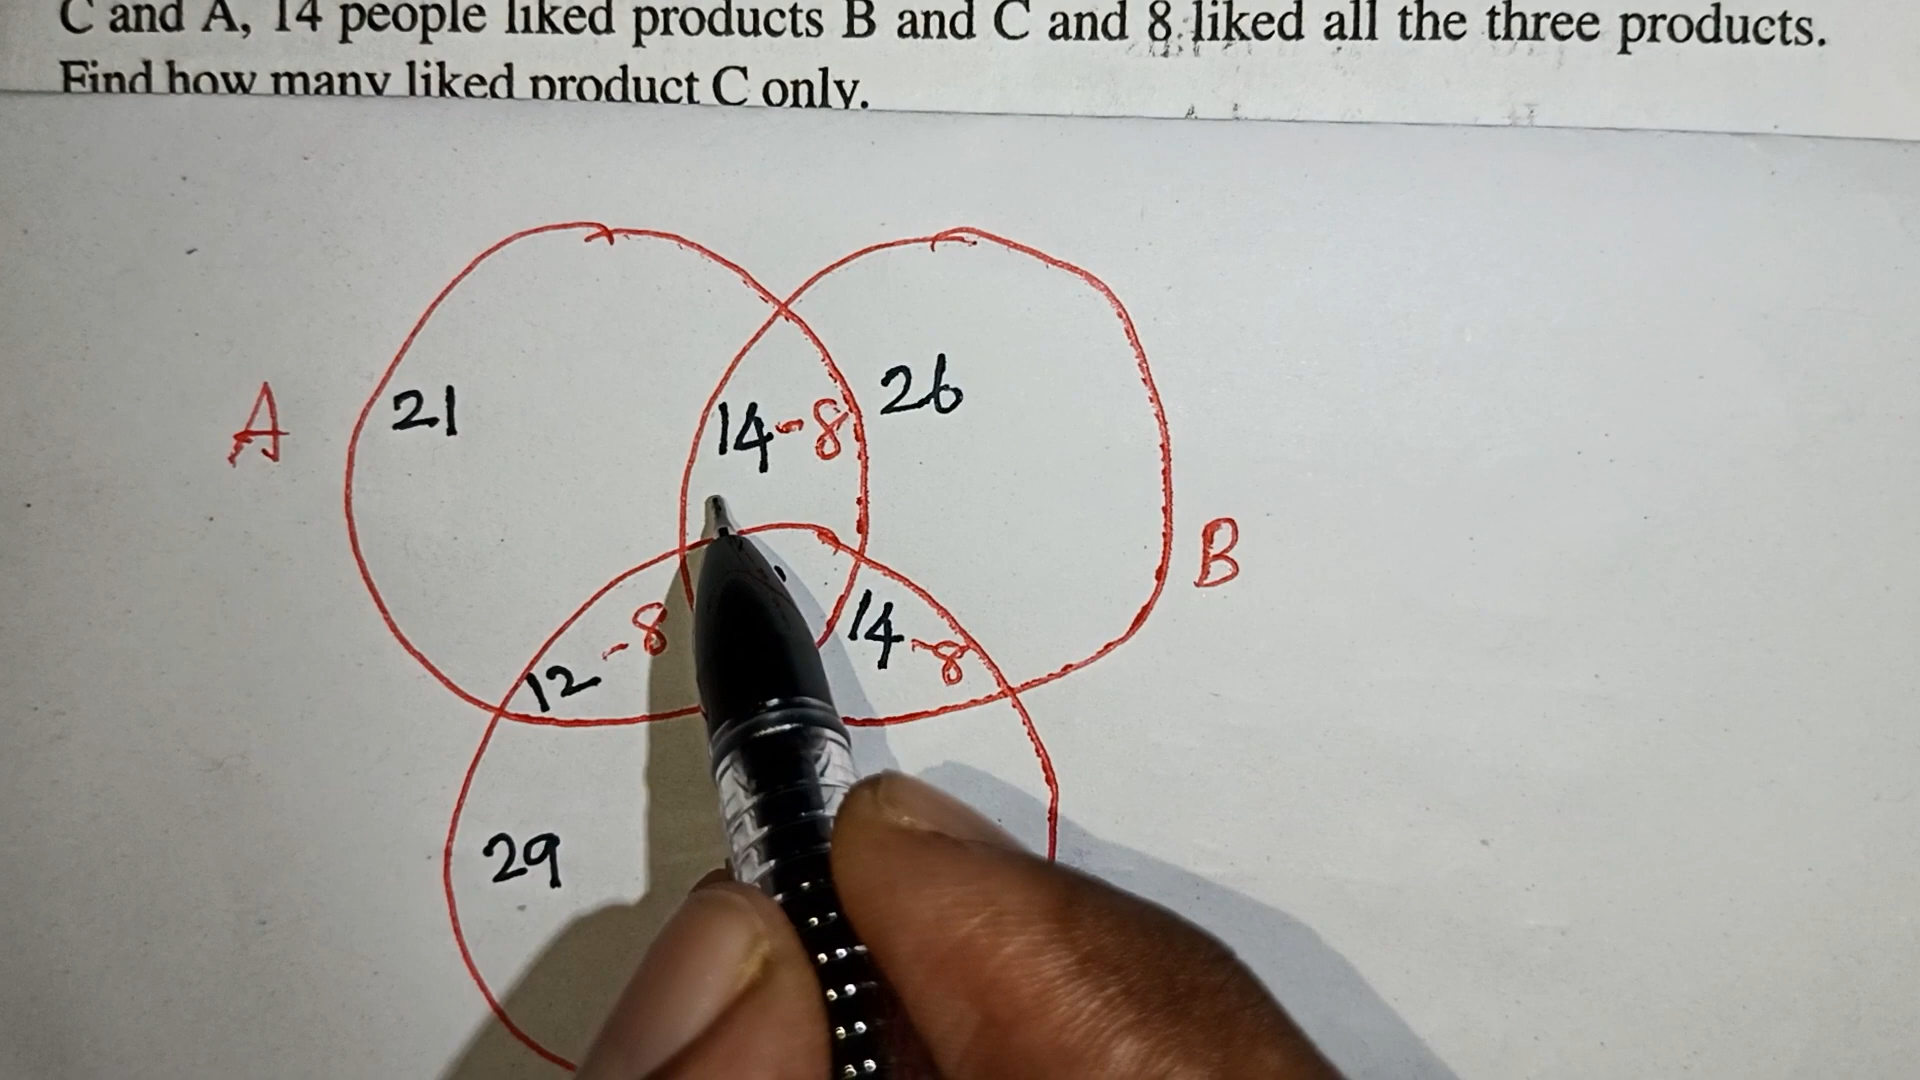 C and A, 14 people liked products B and C and 8 liked all the three products.
Find how many liked product C only.
A
21
14-8
26
B
12-8
14-8
29